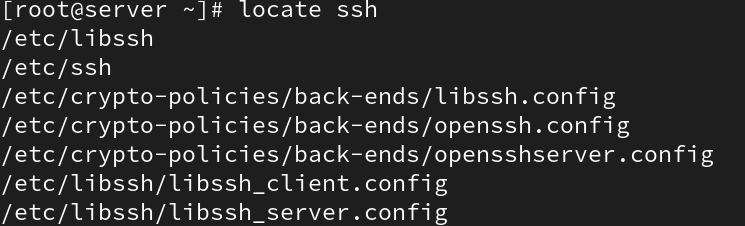 [root@server ~]# locate ssh
/etc/libssh
/etc/ssh
/etc/crypto-policies/back-ends/libssh.config
/etc/crypto-policies/back-ends/openssh.config
/etc/crypto-policies/back-ends/opensshserver.config
/etc/libssh/libssh_client.config
/etc/libssh/libssh_server.config